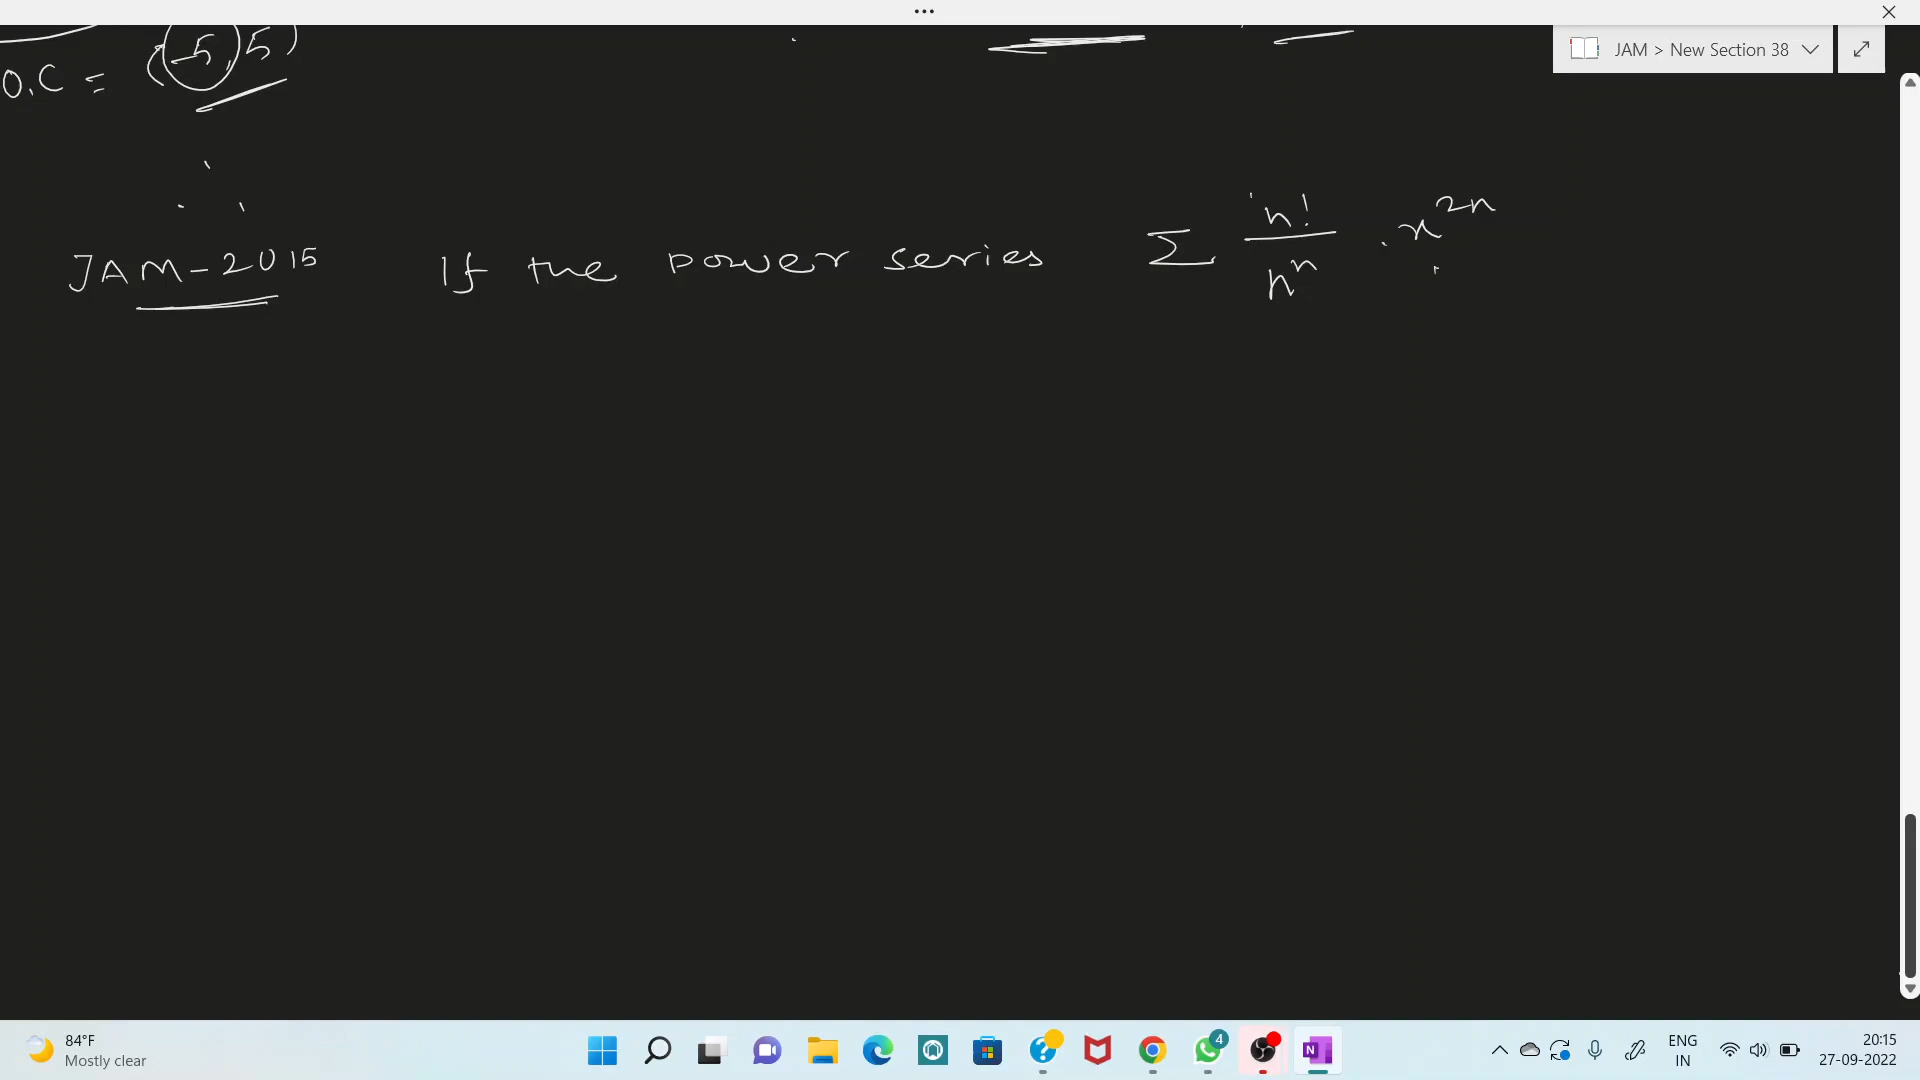 JAM > New Section 38
O.C = (-5, 5)
JAM-2015 If the power series Σ n!/n^n . x^2n
84°F
Mostly clear
4
ENG
IN
20:15
27-09-2022